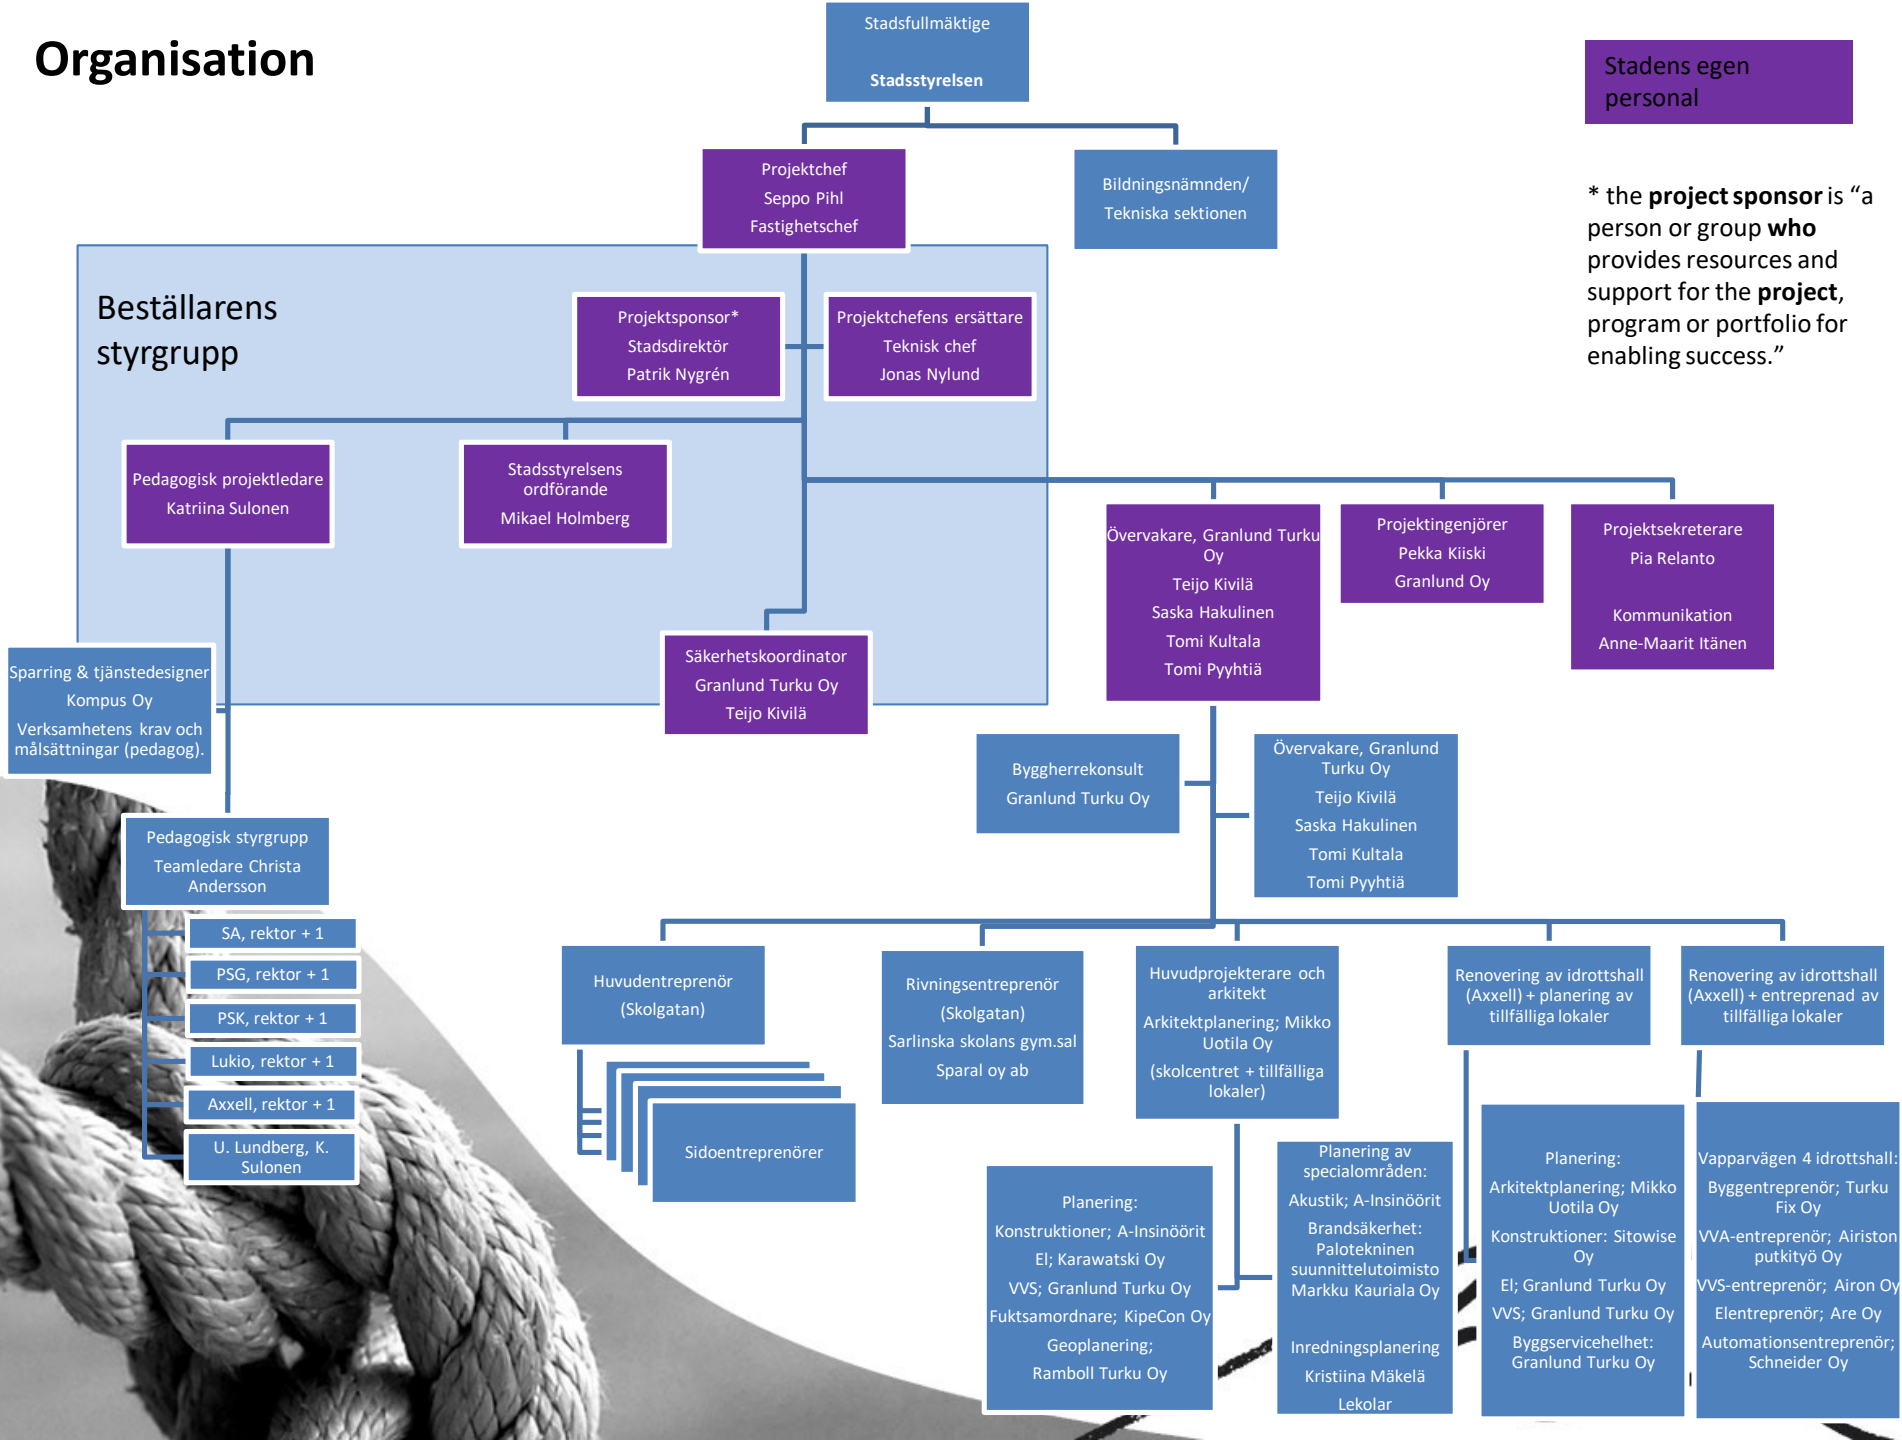 Organisation
Stadsfullmäktige
Stadsstyrelsen
Stadens egen
personal
Projektchef
Seppo Pihl
Fastighetschef
Bildningsnämnden/
Tekniska sektionen
* the project sponsor is “a
person or group who
provides resources and
support for the project,
program or portfolio for
enabling success.”
Beställarens
styrgrupp
Projektsponsor*
Stadsdirektör
Patrik Nygrén
Projektchefens ersättare
Teknisk chef
Jonas Nylund
Pedagogisk projektledare
Katriina Sulonen
Stadsstyrelsens
ordförande
Mikael Holmberg
Övervakare, Granlund Turku
Oy
Teijo Kivilä
Saska Hakulinen
Tomi Kultala
Tomi Pyyhtiä
Projektingenjörer
Pekka Kiiski
Granlund Oy
Projektsekreterare
Pia Relanto
Kommunikation
Anne-Maarit Itänen
Säkerhetskoordinator
Granlund Turku Oy
Teijo Kivilä
Sparring & tjänstedesigner
Kompus Oy
Verksamhetens krav och
målsättningar (pedagog).
Byggherrekonsult
Granlund Turku Oy
Övervakare, Granlund
Turku Oy
Teijo Kivilä
Saska Hakulinen
Tomi Kultala
Tomi Pyyhtiä
Pedagogisk styrgrupp
Teamledare Christa
Andersson
SA, rektor + 1
PSG, rektor + 1
PSK, rektor + 1
Lukio, rektor + 1
Axxell, rektor + 1
U. Lundberg, K.
Sulonen
Huvudentreprenör
(Skolgatan)
Sidoentreprenörer
Rivningsentreprenör
(Skolgatan)
Sarlinska skolans gym.sal
Sparal oy ab
Huvudprojekterare och
arkitekt
Arkitektplanering; Mikko
Uotila Oy
(skolcentret + tillfälliga
lokaler)
Renovering av idrottshall
(Axxell) + planering av
tillfälliga lokaler
Renovering av idrottshall
(Axxell) + entreprenad av
tillfälliga lokaler
Planering:
Konstruktioner; A-Insinöörit
El; Karawatski Oy
VVS; Granlund Turku Oy
Fuktsamordnare; KipeCon Oy
Geoplanering;
Ramboll Turku Oy
Planering av
specialområden:
Akustik; A-Insinöörit
Brandsäkerhet:
Palotekninen
suunnittelutoimisto
Markku Kauriala Oy
Inredningsplanering
Kristiina Mäkelä
Lekolar
Planering:
Arkitektplanering; Mikko
Uotila Oy
Konstruktioner: Sitowise
Oy
El; Granlund Turku Oy
VVS; Granlund Turku Oy
Byggservicehelhet:
Granlund Turku Oy
Vapparvägen 4 idrottshall:
Byggentreprenör; Turku
Fix Oy
VVA-entreprenör; Airiston
putkityö Oy
VVS-entreprenör; Airon Oy
Elentreprenör; Are Oy
Automationsentreprenör;
Schneider Oy